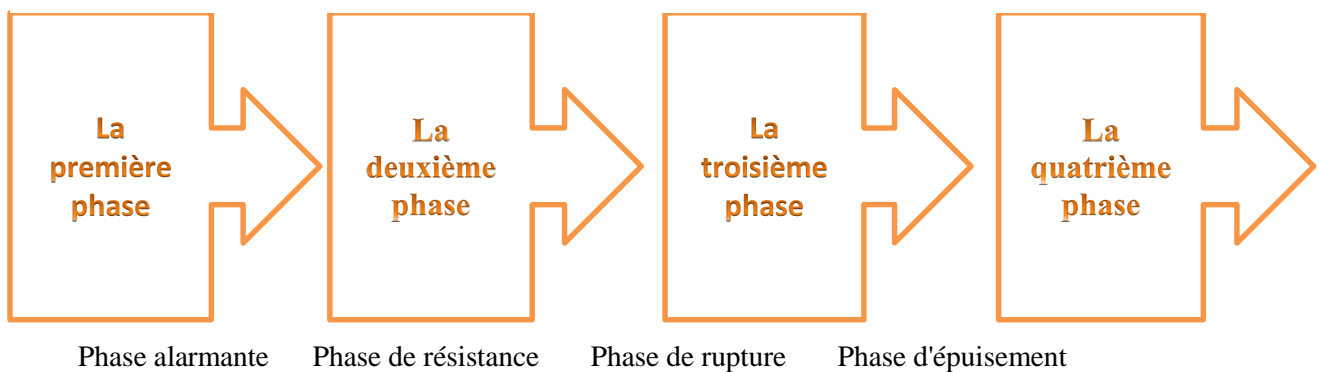 La
première
phase
La
deuxième
phase
La
troisième
phase
La
quatrième
phase
Phase alarmante Phase de résistance Phase de rupture Phase d'épuisement